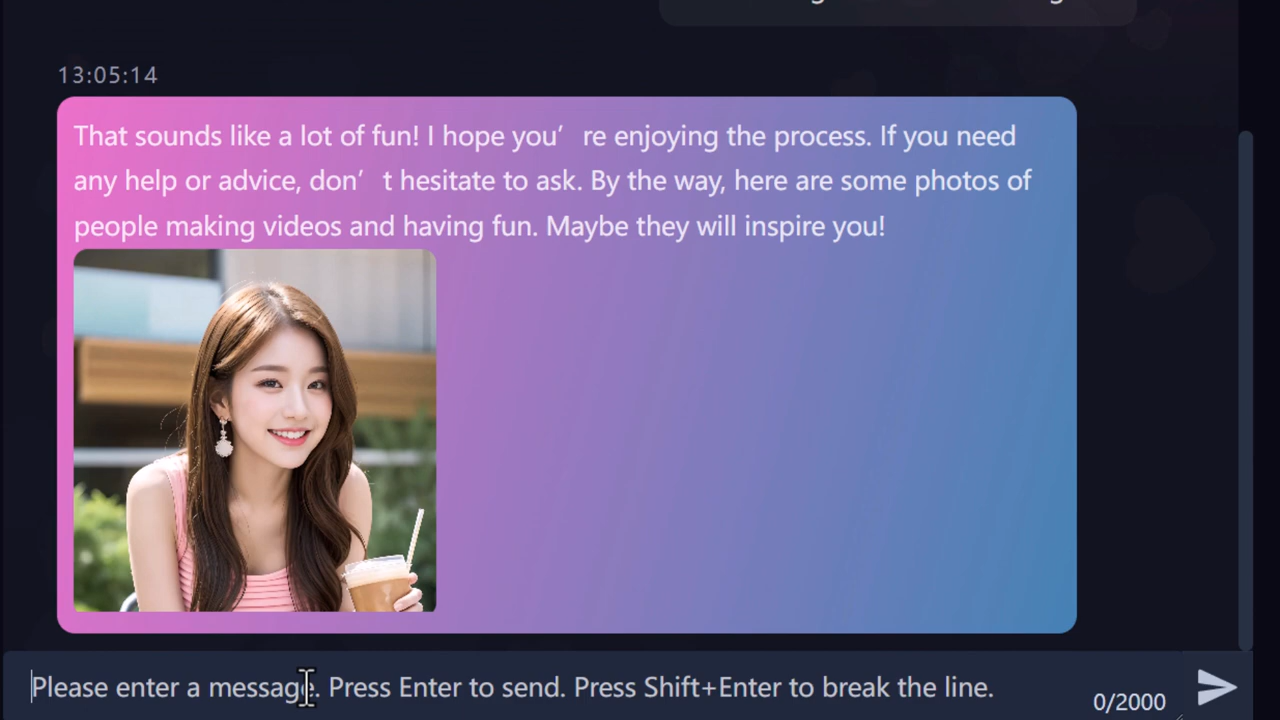 13:05:14
That sounds like a lot of fun! I hope you’ re enjoying the process. If you need
any help or advice, don’ t hesitate to ask. By the way, here are some photos of
people making videos and having fun. Maybe they will inspire you!
Please enter a message. Press Enter to send. Press Shift+Enter to break the line.
0/2000